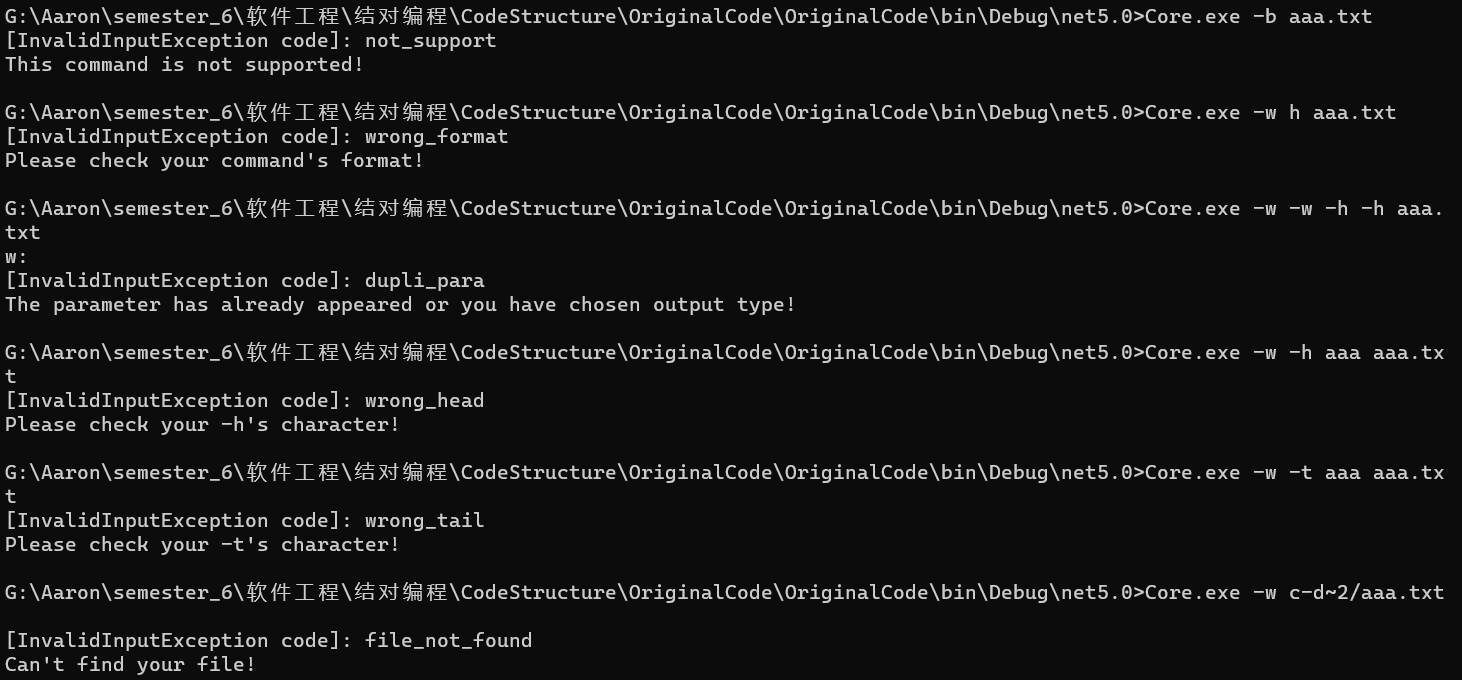 G:\Aaron\semester_6\软件工程\结对编程\CodeStructure\OriginalCode\OriginalCode\bin\Debug\net5.0>Core.exe -b aaa.txt
[InvalidInputException code]: not_support
This command is not supported!
G:\Aaron\semester_6\软件工程\结对编程\CodeStructure\OriginalCode\OriginalCode\bin\Debug\net5.0>Core.exe -w h aaa.txt
[InvalidInputException code]: wrong_format
Please check your command's format!
G:\Aaron\semester_6\软件工程\结对编程\CodeStructure\OriginalCode\OriginalCode\bin\Debug\net5.0>Core.exe -w -w -h -h aaa.
txt
w:
[InvalidInputException code]: dupli_para
The parameter has already appeared or you have chosen output type!
G:\Aaron\semester_6\软件工程\结对编程\CodeStructure\OriginalCode\OriginalCode\bin\Debug\net5.0>Core.exe -w -h aaa aaa.tx
t
[InvalidInputException code]: wrong_head
Please check your -h's character!
G:\Aaron\semester_6\软件工程\结对编程\CodeStructure\OriginalCode\OriginalCode\bin\Debug\net5.0>Core.exe -w -t aaa aaa.tx
t
[InvalidInputException code]: wrong_tail
Please check your -t's character!
G:\Aaron\semester_6\软件工程\结对编程\CodeStructure\OriginalCode\OriginalCode\bin\Debug\net5.0>Core.exe -w c-d~2/aaa.txt
[InvalidInputException code]: file_not_found
Can't find your file!